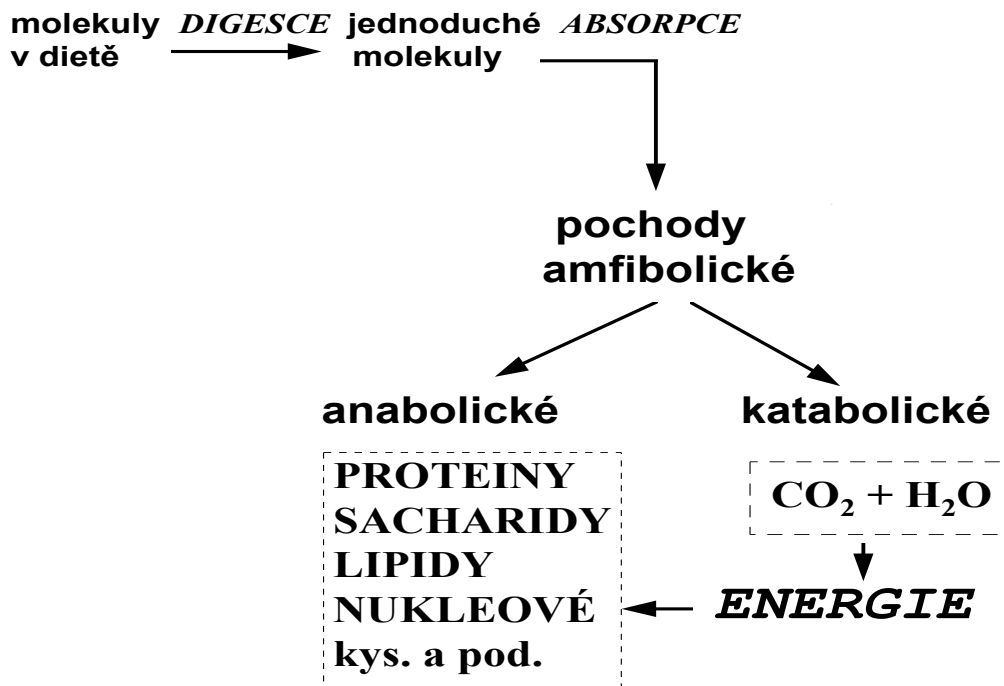 molekuly DIGESCE jednoduché ABSORPCE
v dietě molekuly
pochody
amfibolické
anabolické katabolické
PROTEINY
SACHARIDY
LIPIDY
NUKLEOVÉ
kys. a pod.
CO₂ + H₂O
ENERGIE